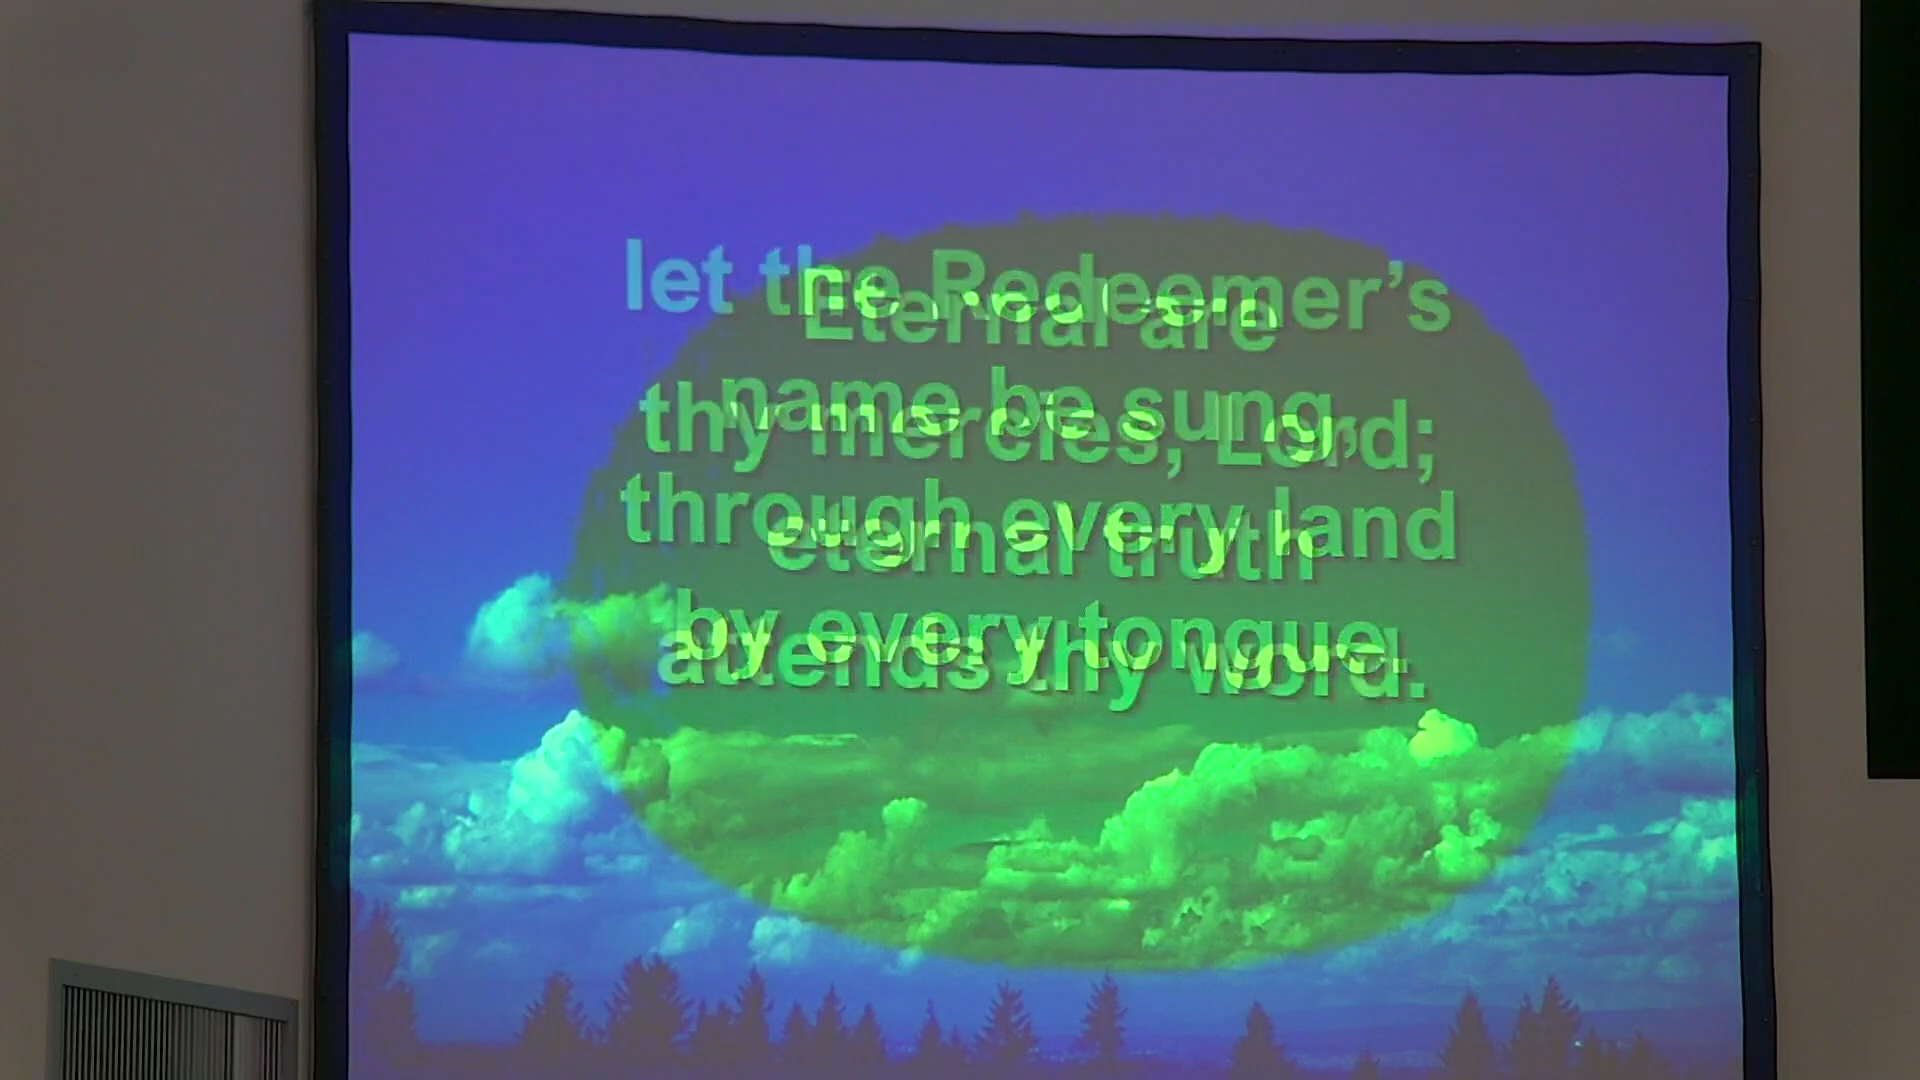 let the Redeemer's
name be sung,
through every land
by every tongue.
Eternal are
thy mercies, Lord;
eternal truth
attends thy word.